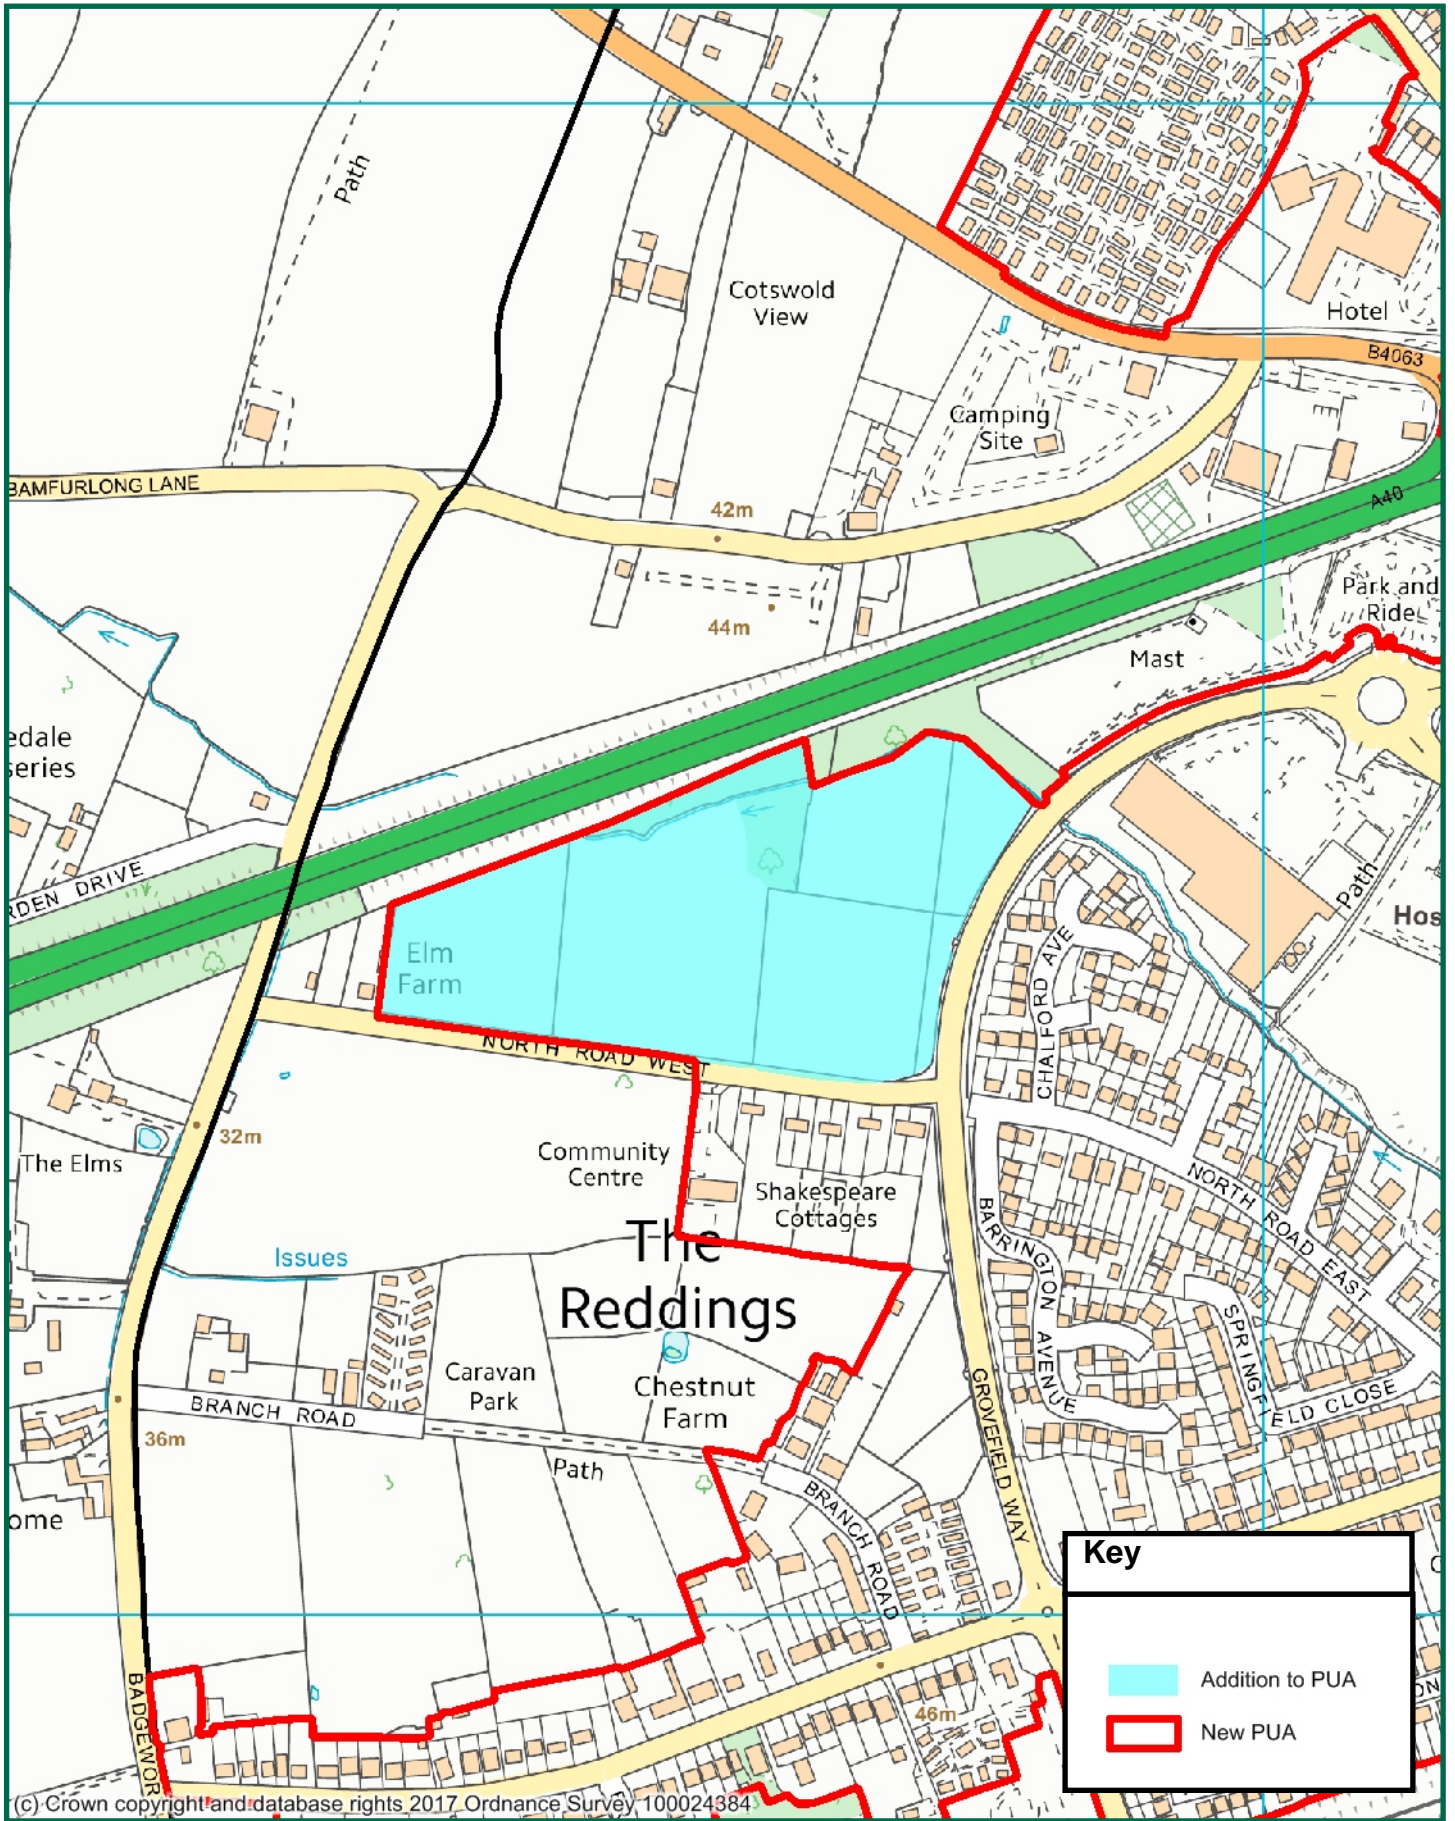 Path
Cotswold
View
Hotel
B4063
Camping
Site
BAMFURLONG LANE
A40
42m
Park and
Ride
44m
Mast
edale
series
RDEN DRIVE
Path
Hos
Elm
Farm
CHALFORD AVE
NORTH ROAD WEST
32m
The Elms
Community
Centre
Shakespeare
Cottages
NORTH ROAD EAST
BARRINGTON AVENUE
Issues
The
Reddings
SPRINGFIELD CLOSE
Caravan
Park
Chestnut
Farm
BRANCH ROAD
GROVEFIELD WAY
36m
Path
BRANCH ROAD
ome
Key
Addition to PUA
New PUA
BADGEWOR
46m
(c) Crown copyright and database rights 2017 Ordnance Survey 100024384